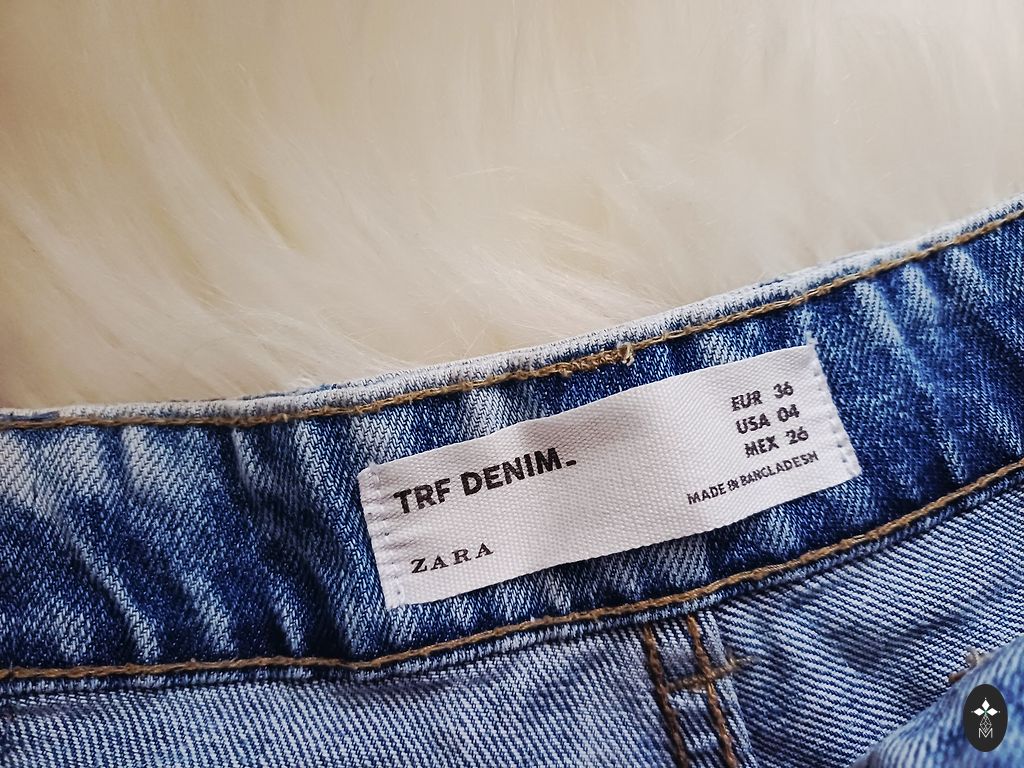 TRF DENIM.
ZARA
EUR 36
USA 04
MEX 26
MADE IN BANGLADESH
M